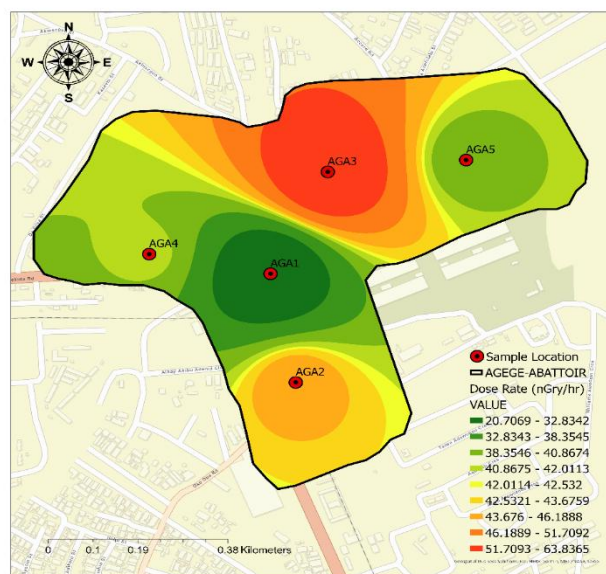 N
W E
S
AGA3
AGA5
AGA4
AGA1
AGA2
Sample Location
AGEGE-ABATTOIR
Dose Rate (nGry/hr)
VALUE
20.7069 - 32.8342
32.8343 - 38.3545
38.3546 - 40.8674
40.8675 - 42.0113
42.0114 - 42.532
42.5321 - 43.6759
43.676 - 46.1888
46.1889 - 51.7092
51.7093 - 63.8365
0 0.1 0.19 0.38 Kilometers